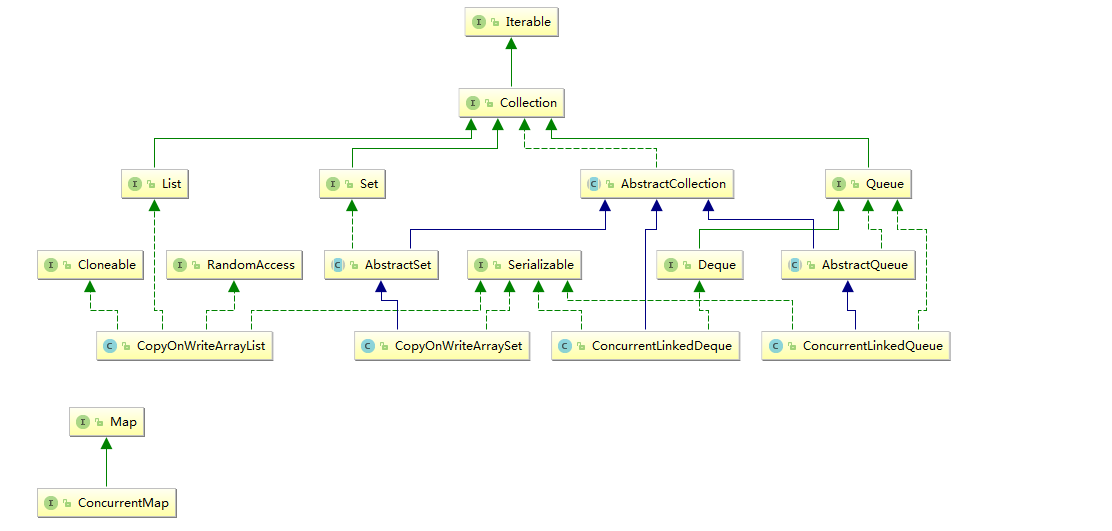 I Iterable
I Collection
I List
I Set
C AbstractCollection
I Queue
I Cloneable
I RandomAccess
C AbstractSet
I Serializable
I Deque
C AbstractQueue
C CopyOnWriteArrayList
C CopyOnWriteArraySet
C ConcurrentLinkedDeque
C ConcurrentLinkedQueue
I Map
I ConcurrentMap